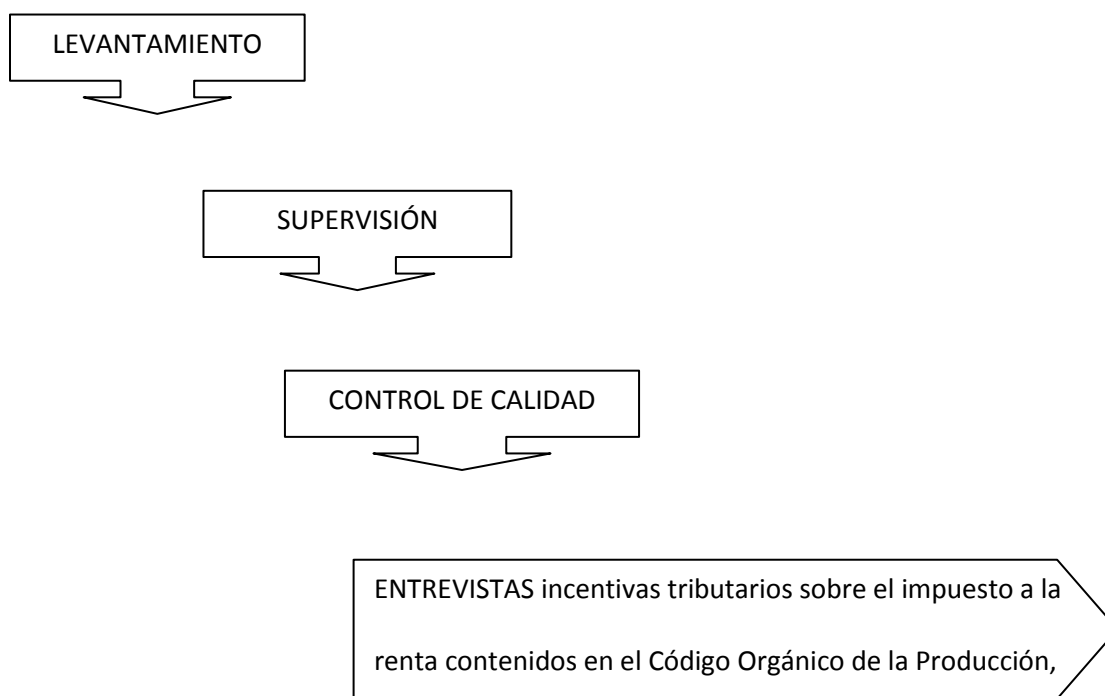 LEVANTAMIENTO
SUPERVISIÓN
CONTROL DE CALIDAD
ENTREVISTAS incentivas tributarios sobre el impuesto a la
renta contenidos en el Código Orgánico de la Producción,